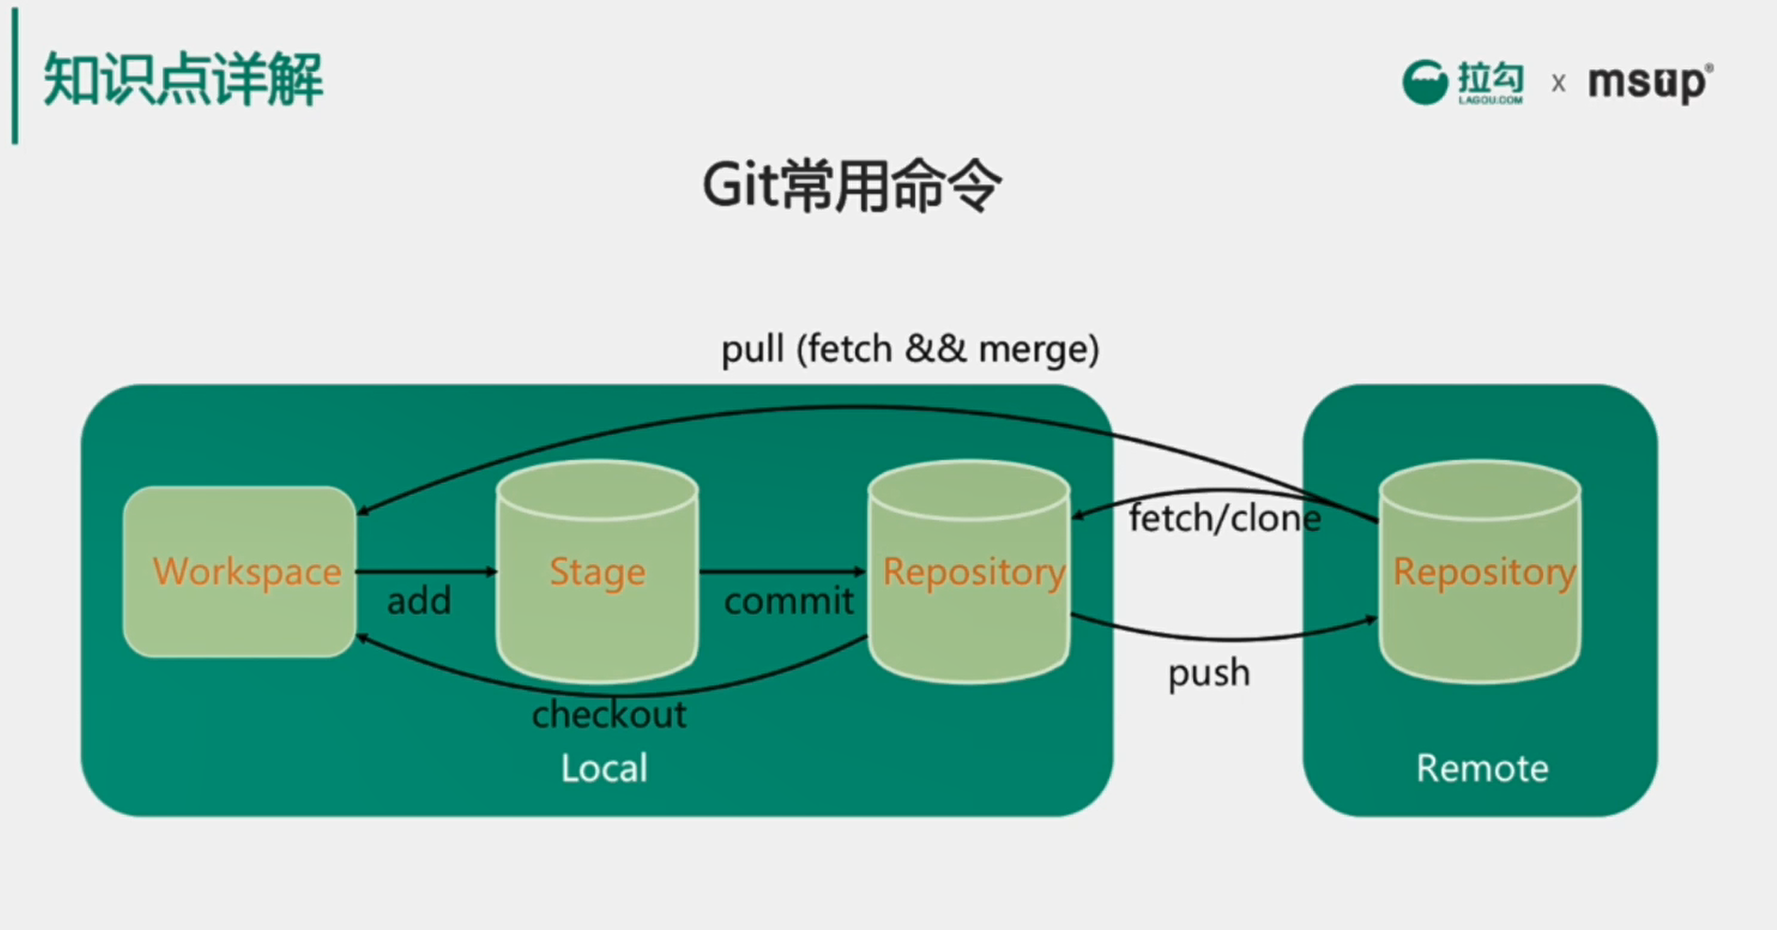 知识点详解
拉勾
LAGOU.COM
x
msup®
Git常用命令
pull (fetch && merge)
fetch/clone
Workspace
Stage
Repository
Repository
add
commit
push
checkout
Local
Remote